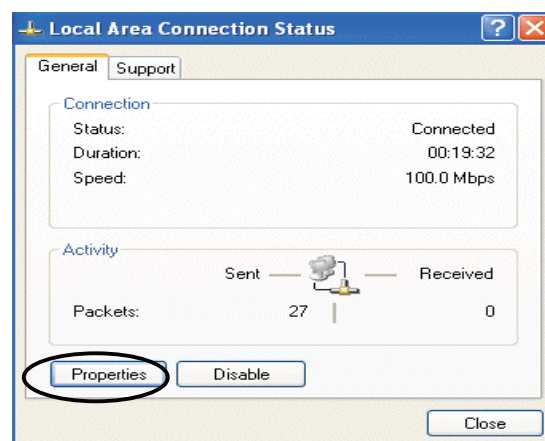 Local Area Connection Status
General Support
Connection
Status: Connected
Duration: 00:19:32
Speed: 100.0 Mbps
Activity
Sent Received
Packets: 27 0
Properties Disable
Close